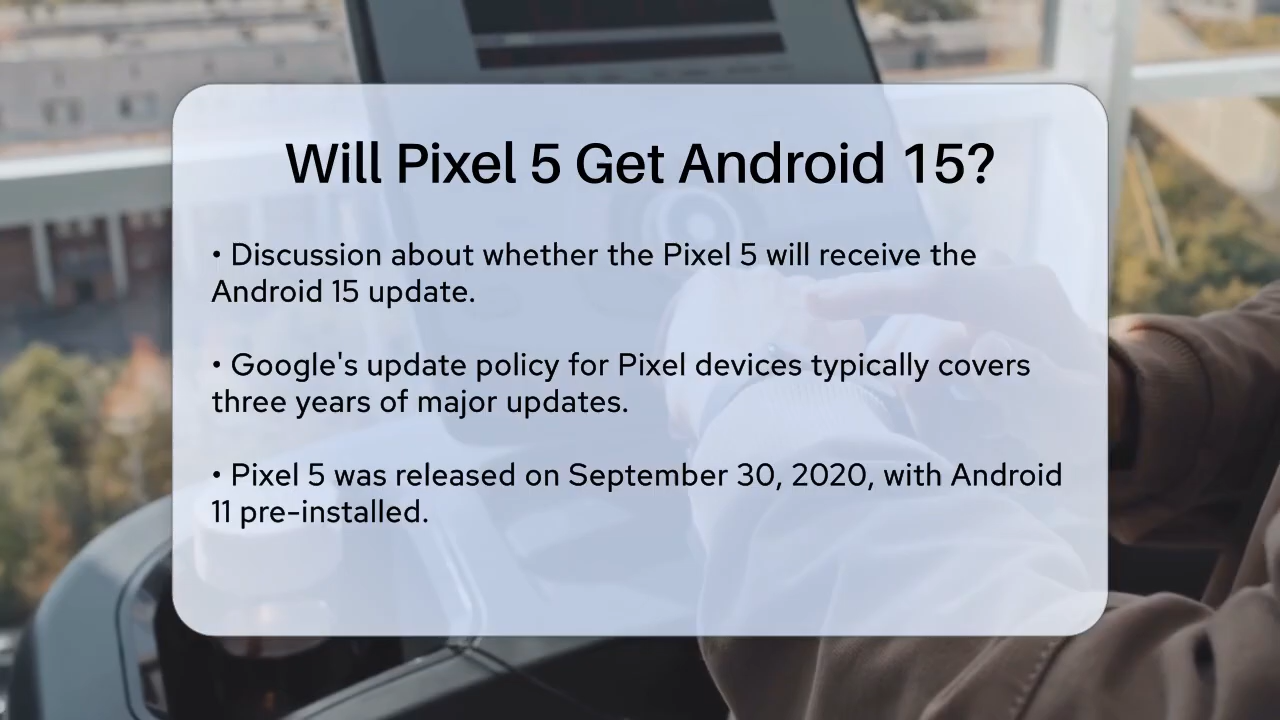 Will Pixel 5 Get Android 15?
• Discussion about whether the Pixel 5 will receive the
Android 15 update.
• Google's update policy for Pixel devices typically covers
three years of major updates.
• Pixel 5 was released on September 30, 2020, with Android
11 pre-installed.